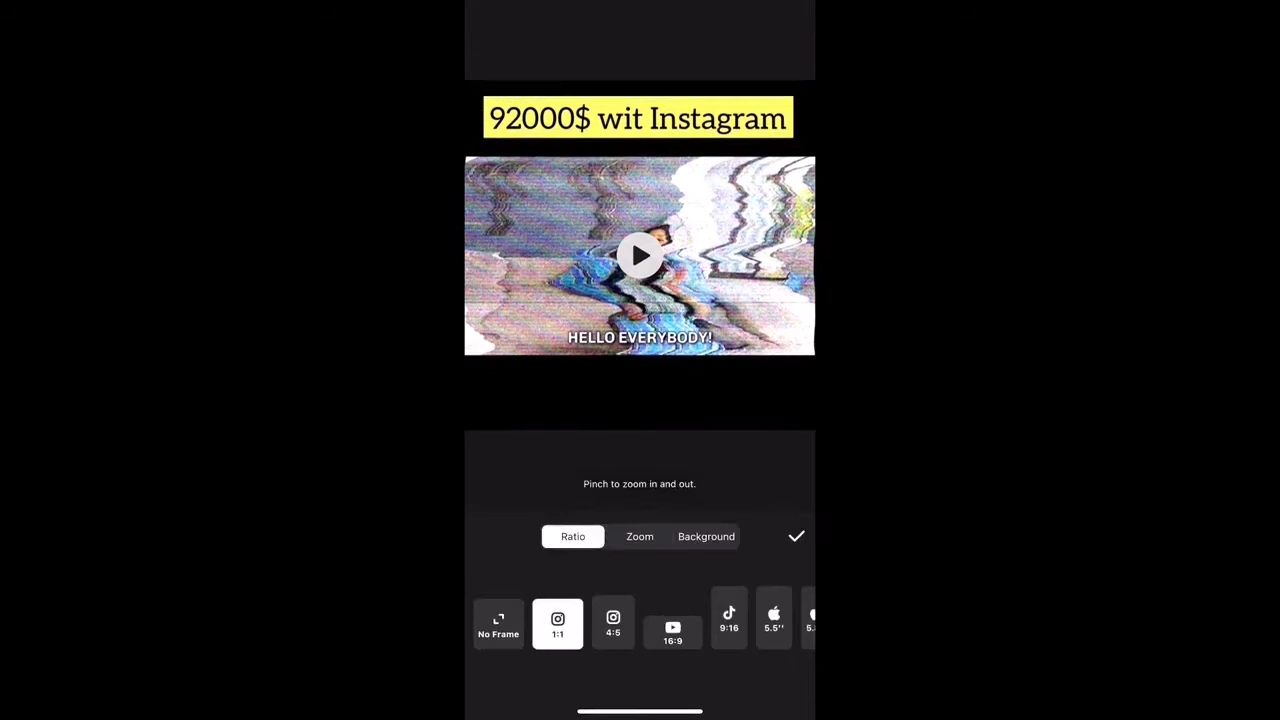 92000$ wit Instagram
HELLO EVERYBODY!
Pinch to zoom in and out.
Ratio Zoom Background
No Frame 1:1 4:5 16:9 9:16 5.5'' 5.